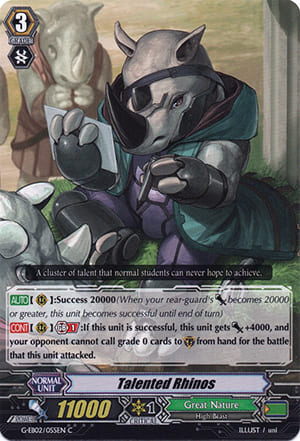 3
GRADE
A cluster of talent that normal students can never hope to achieve.
AUTO [ ]:Success 20000(When your rear-guard's becomes 20000
or greater, this unit becomes successful until end of turn)
CONT [ ] GB 1 :If this unit is successful, this unit gets +4000, and
your opponent cannot call grade 0 cards to from hand for the battle
that this unit attacked.
NORMAL
UNIT
Talented Rhinos
POWER
11000
1
CRITICAL
Great Nature
High Beast
G-EB02/055EN C
ILLUST / uni